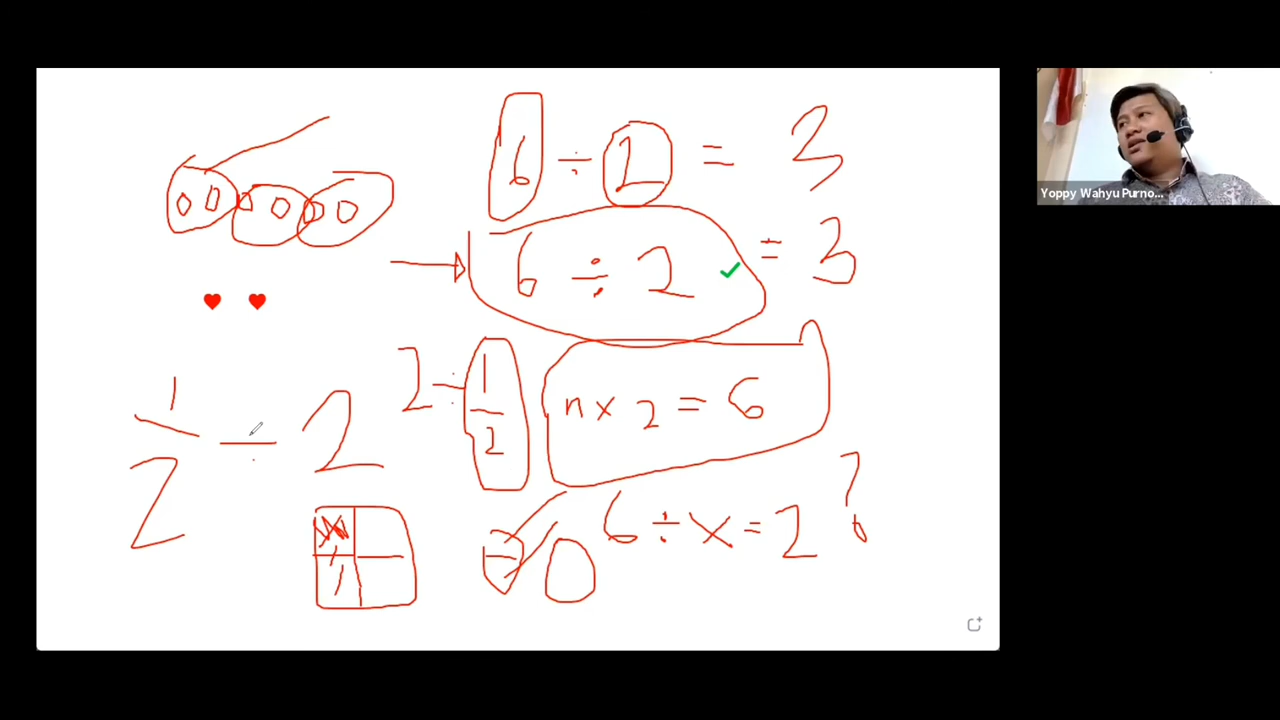 6 ÷ 2 = 3
6 ÷ 2 = 3
2 ÷ 1/2
n x 2 = 6
1/2 ÷ 2
6 ÷ x = 2 ?
Yoppy Wahyu Purno...